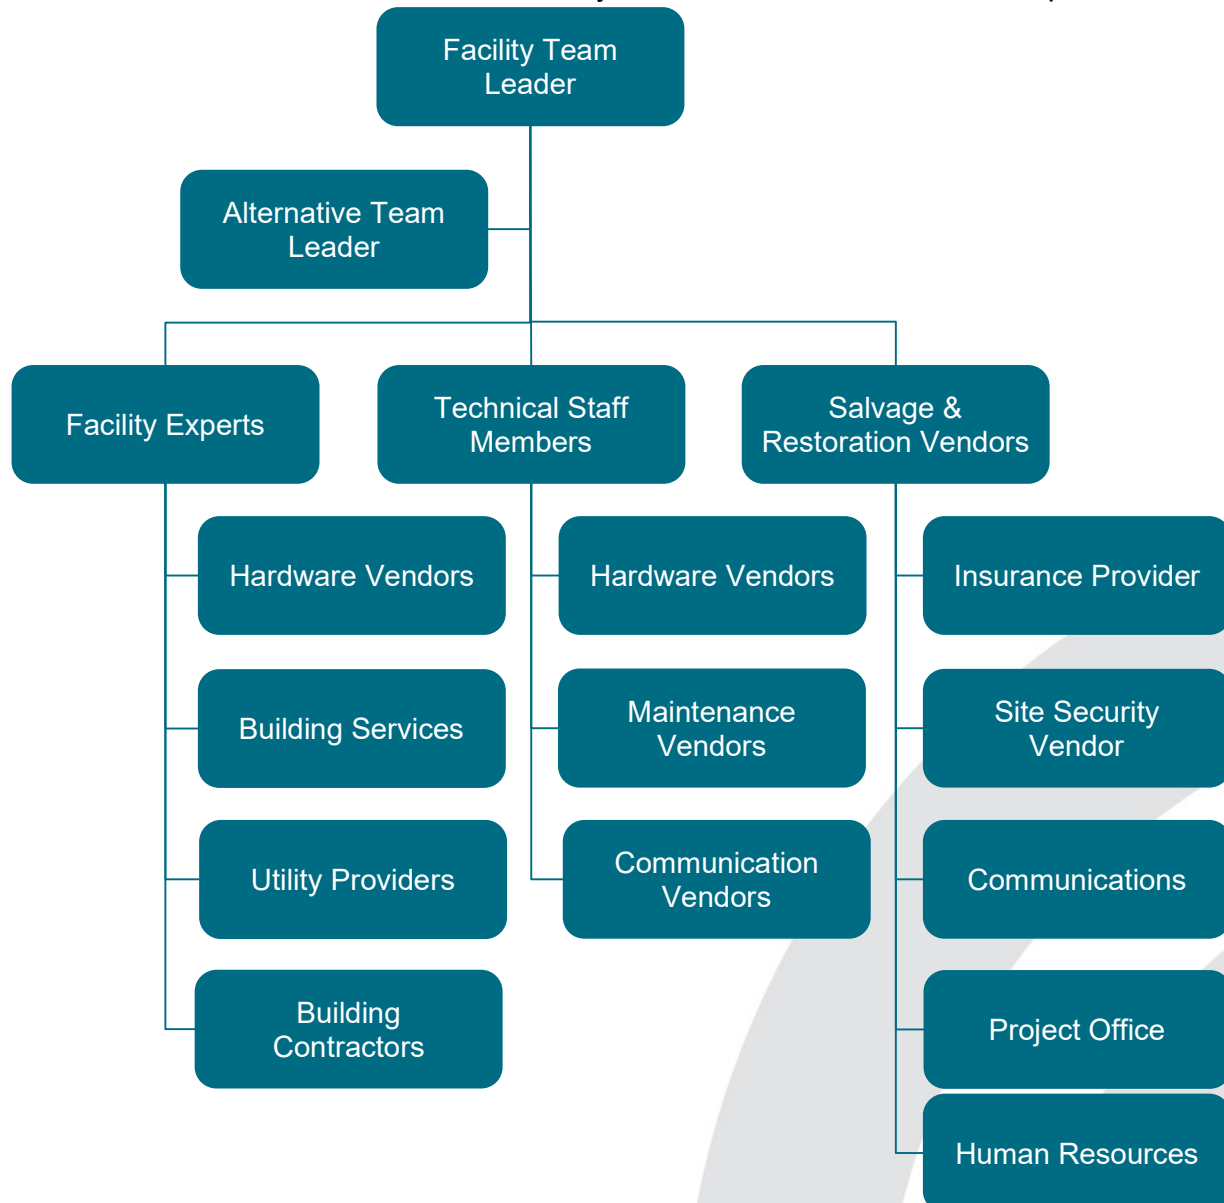 Facility Team
Leader
Alternative Team
Leader
Facility Experts
Technical Staff
Members
Salvage &
Restoration Vendors
Hardware Vendors
Hardware Vendors
Insurance Provider
Building Services
Maintenance
Vendors
Site Security
Vendor
Utility Providers
Communication
Vendors
Communications
Building
Contractors
Project Office
Human Resources